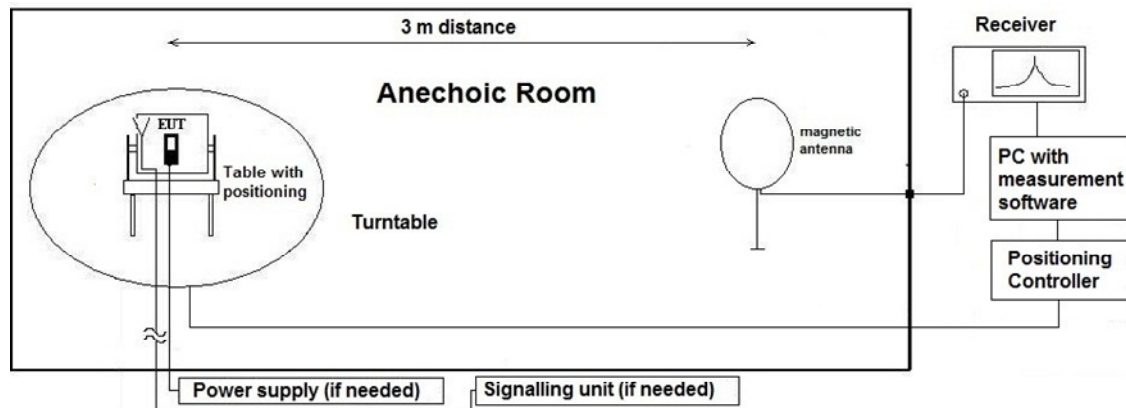 3 m distance
Receiver
Anechoic Room
EUT
magnetic
antenna
Table with
positioning
PC with
measurement
software
Turntable
Positioning
Controller
Power supply (if needed)
Signalling unit (if needed)